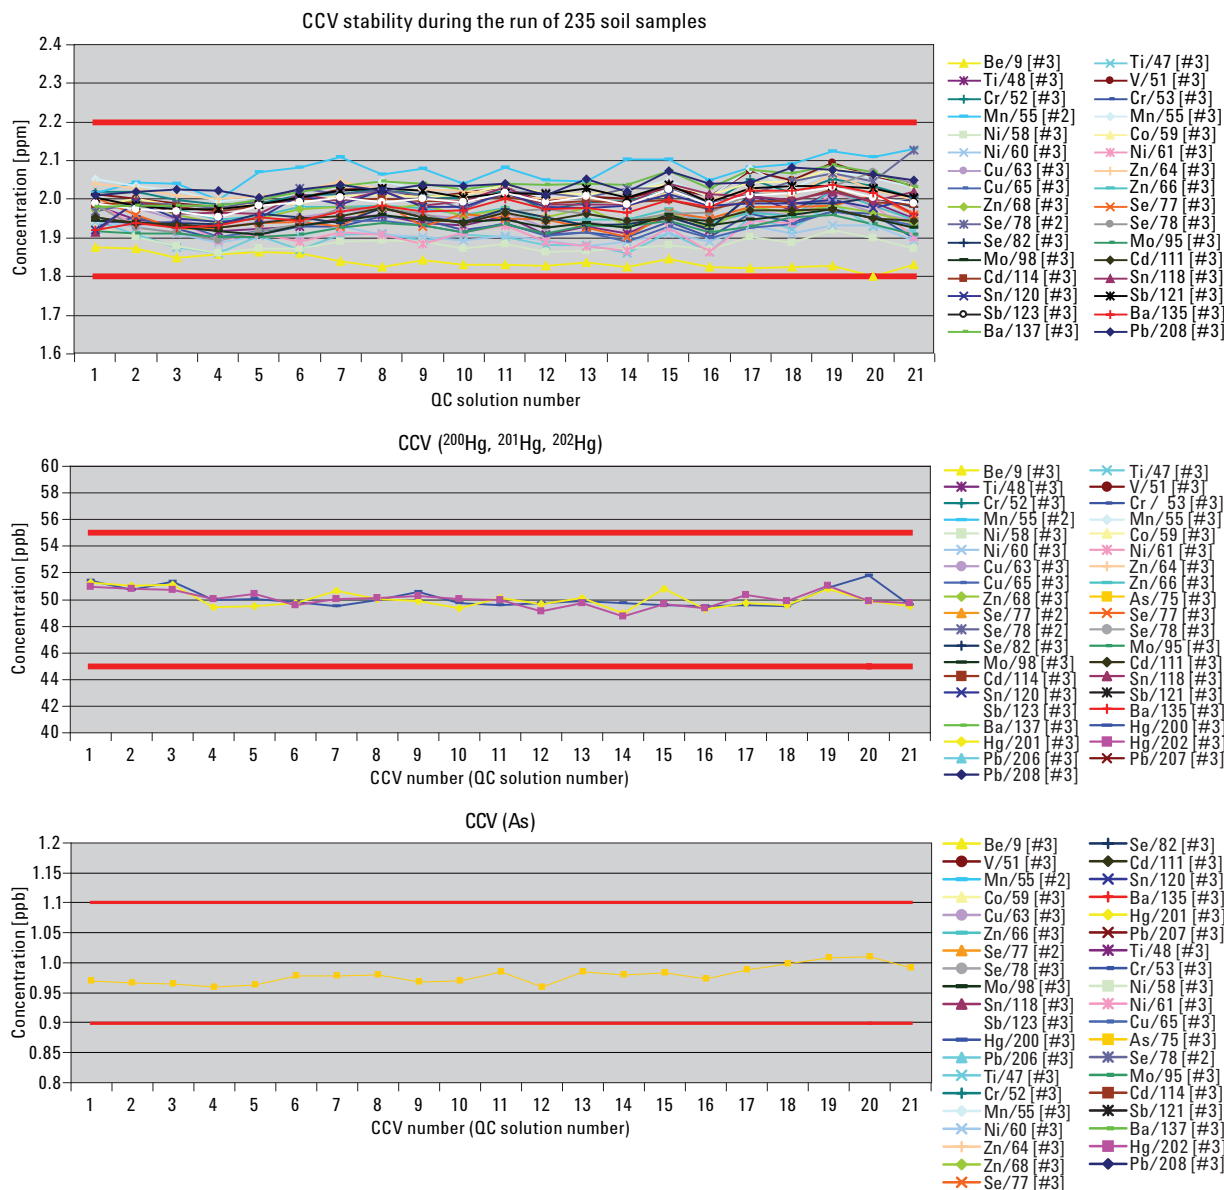 CCV stability during the run of 235 soil samples
Concentration [ppm]
2.4
2.3
2.2
2.1
2.0
1.9
1.8
1.7
1.6
1 2 3 4 5 6 7 8 9 10 11 12 13 14 15 16 17 18 19 20 21
QC solution number
Be/9 [#3] Ti/47 [#3]
Ti/48 [#3] V/51 [#3]
Cr/52 [#3] Cr/53 [#3]
Mn/55 [#2] Mn/55 [#3]
Ni/58 [#3] Co/59 [#3]
Ni/60 [#3] Ni/61 [#3]
Cu/63 [#3] Zn/64 [#3]
Cu/65 [#3] Zn/66 [#3]
Zn/68 [#3] Se/77 [#3]
Se/78 [#2] Se/78 [#3]
Se/82 [#3] Mo/95 [#3]
Mo/98 [#3] Cd/111 [#3]
Cd/114 [#3] Sn/118 [#3]
Sn/120 [#3] Sb/121 [#3]
Sb/123 [#3] Ba/135 [#3]
Ba/137 [#3] Pb/208 [#3]
CCV (²⁰⁰Hg, ²⁰¹Hg, ²⁰²Hg)
Concentration [ppb]
60
58
56
55
54
52
50
48
46
45
44
42
40
1 2 3 4 5 6 7 8 9 10 11 12 13 14 15 16 17 18 19 20 21
CCV number (QC solution number)
Be/9 [#3] Ti/47 [#3]
Ti/48 [#3] V/51 [#3]
Cr/52 [#3] Cr / 53 [#3]
Mn/55 [#2] Mn/55 [#3]
Ni/58 [#3] Co/59 [#3]
Ni/60 [#3] Ni/61 [#3]
Cu/63 [#3] Zn/64 [#3]
Cu/65 [#3] Zn/66 [#3]
Zn/68 [#3] As/75 [#3]
Se/77 [#2] Se/77 [#3]
Se/78 [#2] Se/78 [#3]
Se/82 [#3] Mo/95 [#3]
Mo/98 [#3] Cd/111 [#3]
Cd/114 [#3] Sn/118 [#3]
Sn/120 [#3] Sb/121 [#3]
Sb/123 [#3] Ba/135 [#3]
Ba/137 [#3] Hg/200 [#3]
Hg/201 [#3] Hg/202 [#3]
Pb/206 [#3] Pb/207 [#3]
Pb/208 [#3]
CCV (As)
Concentration [ppb]
1.2
1.15
1.1
1.05
1.0
0.95
0.9
0.85
0.8
1 2 3 4 5 6 7 8 9 10 11 12 13 14 15 16 17 18 19 20 21
CCV number (QC solution number)
Be/9 [#3] Se/82 [#3]
V/51 [#3] Cd/111 [#3]
Mn/55 [#2] Sn/120 [#3]
Co/59 [#3] Ba/135 [#3]
Cu/63 [#3] Hg/201 [#3]
Zn/66 [#3] Pb/207 [#3]
Se/77 [#2] Ti/48 [#3]
Se/78 [#3] Cr/53 [#3]
Mo/98 [#3] Ni/58 [#3]
Sn/118 [#3] Ni/61 [#3]
Sb/123 [#3] Cu/65 [#3]
Hg/200 [#3] As/75 [#3]
Pb/206 [#3] Se/78 [#2]
Ti/47 [#3] Mo/95 [#3]
Cr/52 [#3] Cd/114 [#3]
Mn/55 [#3] Sb/121 [#3]
Ni/60 [#3] Ba/137 [#3]
Zn/64 [#3] Hg/202 [#3]
Zn/68 [#3] Pb/208 [#3]
Se/77 [#3]